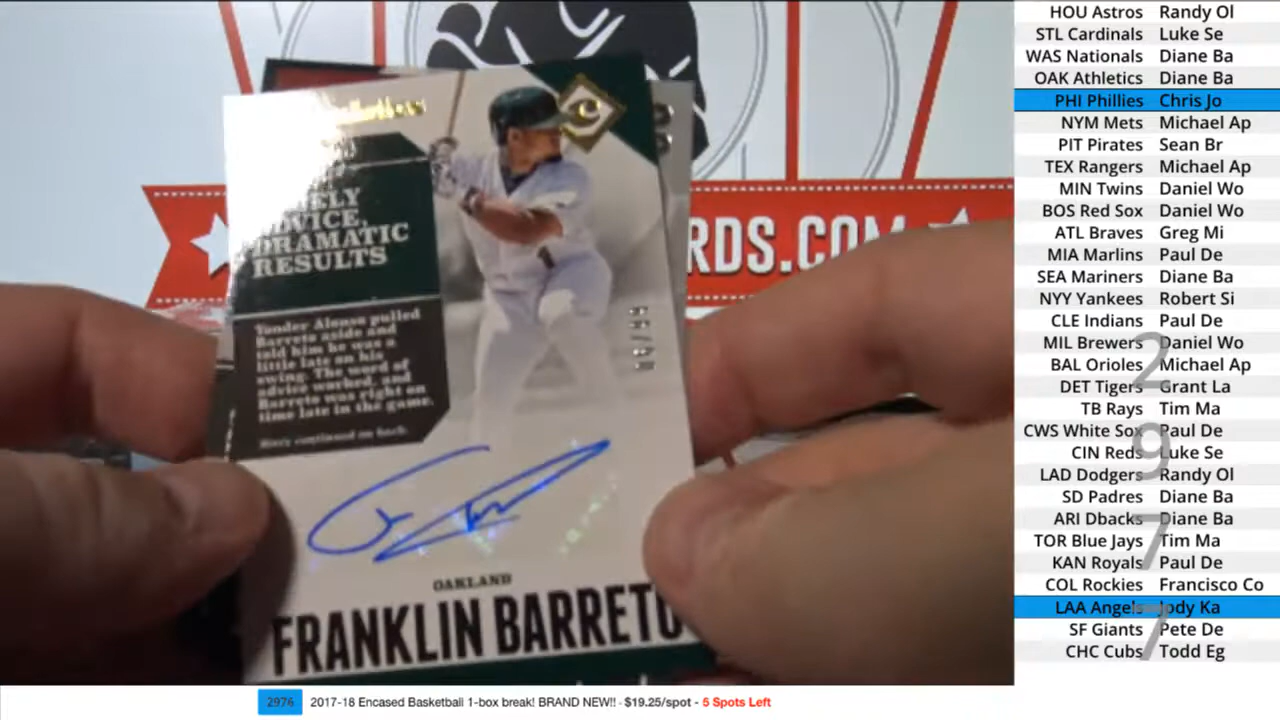 ELY
DVICE,
DRAMATIC
RESULTS
Yonder Alonso pulled
Barreto aside and
told him he was a
little late on his
swing. The word of
advice worked, and
Barreto was right on
time late in the game.
Story continued on back.
OAKLAND
FRANKLIN BARRETO
RDS.COM
HOU Astros Randy Ol
STL Cardinals Luke Se
WAS Nationals Diane Ba
OAK Athletics Diane Ba
PHI Phillies Chris Jo
NYM Mets Michael Ap
PIT Pirates Sean Br
TEX Rangers Michael Ap
MIN Twins Daniel Wo
BOS Red Sox Daniel Wo
ATL Braves Greg Mi
MIA Marlins Paul De
SEA Mariners Diane Ba
NYY Yankees Robert Si
CLE Indians Paul De
MIL Brewers Daniel Wo
BAL Orioles Michael Ap
DET Tigers Grant La
TB Rays Tim Ma
CWS White Sox Paul De
CIN Reds Luke Se
LAD Dodgers Randy Ol
SD Padres Diane Ba
ARI Dbacks Diane Ba
TOR Blue Jays Tim Ma
KAN Royals Paul De
COL Rockies Francisco Co
LAA Angels Jody Ka
SF Giants Pete De
CHC Cubs Todd Eg
2
9
7
7
2976 2017-18 Encased Basketball 1-box break! BRAND NEW!! - $19.25/spot - 5 Spots Left